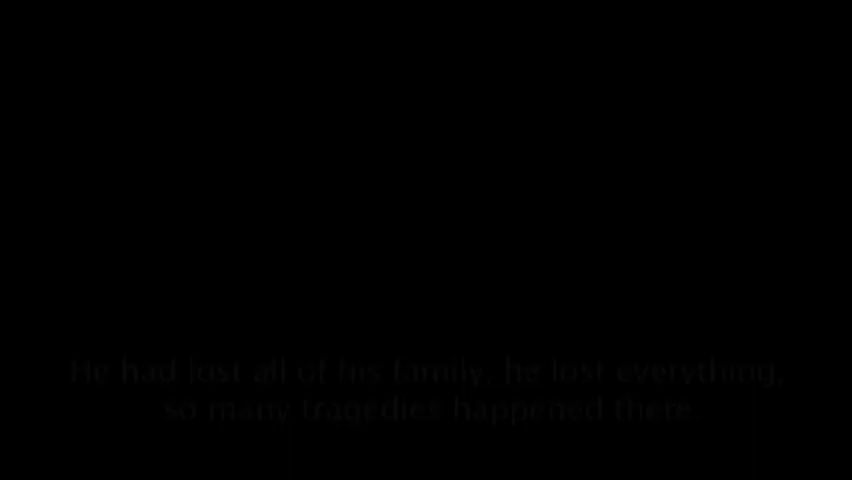 He had lost all of his family, he lost everything,
so many tragedies happened there.